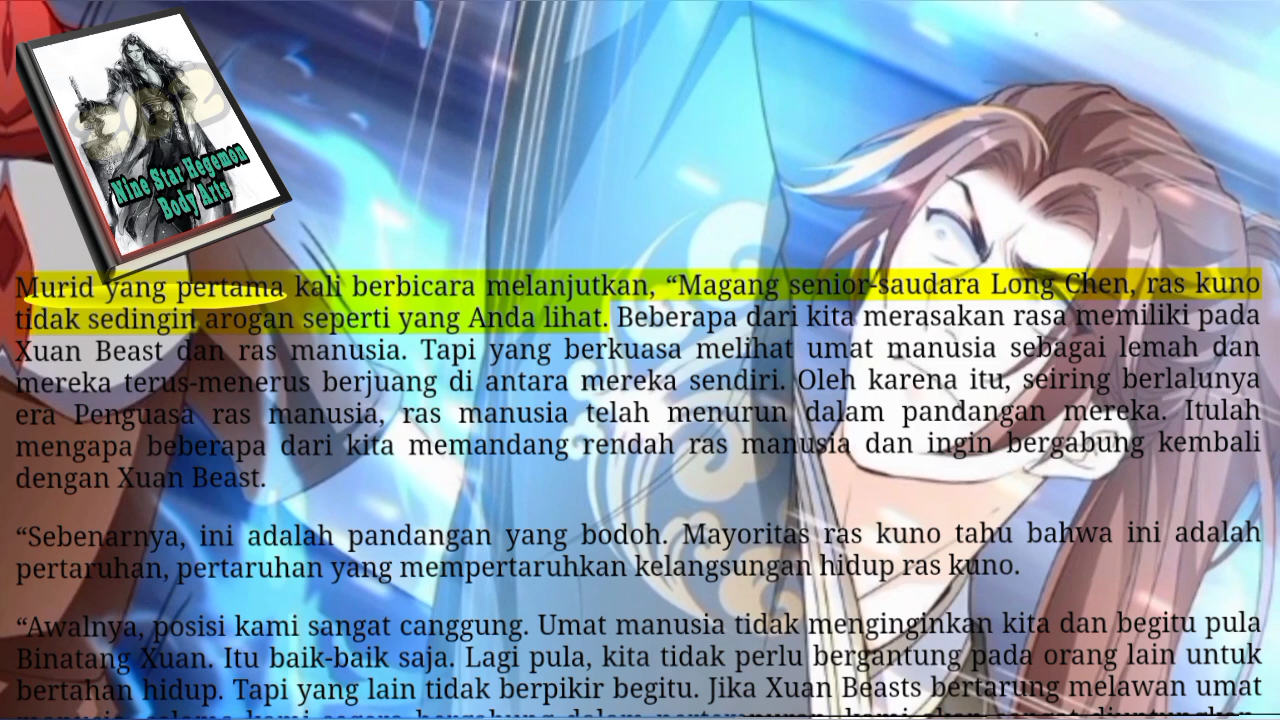 Nine Star Hegemon
Body Arts
Murid yang pertama kali berbicara melanjutkan, “Magang senior-saudara Long Chen, ras kuno
tidak sedingin arogan seperti yang Anda lihat. Beberapa dari kita merasakan rasa memiliki pada
Xuan Beast dan ras manusia. Tapi yang berkuasa melihat umat manusia sebagai lemah dan
mereka terus-menerus berjuang di antara mereka sendiri. Oleh karena itu, seiring berlalunya
era Penguasa ras manusia, ras manusia telah menurun dalam pandangan mereka. Itulah
mengapa beberapa dari kita memandang rendah ras manusia dan ingin bergabung kembali
dengan Xuan Beast.
“Sebenarnya, ini adalah pandangan yang bodoh. Mayoritas ras kuno tahu bahwa ini adalah
pertaruhan, pertaruhan yang mempertaruhkan kelangsungan hidup ras kuno.
“Awalnya, posisi kami sangat canggung. Umat manusia tidak menginginkan kita dan begitu pula
Binatang Xuan. Itu baik-baik saja. Lagi pula, kita tidak perlu bergantung pada orang lain untuk
bertahan hidup. Tapi yang lain tidak berpikir begitu. Jika Xuan Beasts bertarung melawan umat